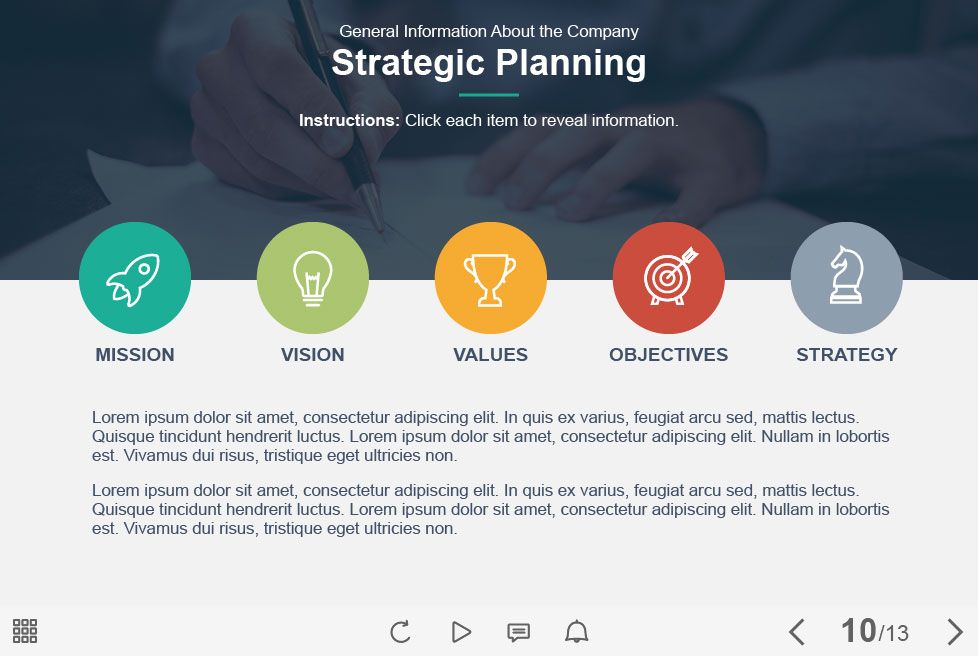 General Information About the Company
Strategic Planning
Instructions: Click each item to reveal information.
MISSION
VISION
VALUES
OBJECTIVES
STRATEGY
Lorem ipsum dolor sit amet, consectetur adipiscing elit. In quis ex varius, feugiat arcu sed, mattis lectus.
Quisque tincidunt hendrerit luctus. Lorem ipsum dolor sit amet, consectetur adipiscing elit. Nullam in lobortis
est. Vivamus dui risus, tristique eget ultricies non.
Lorem ipsum dolor sit amet, consectetur adipiscing elit. In quis ex varius, feugiat arcu sed, mattis lectus.
Quisque tincidunt hendrerit luctus. Lorem ipsum dolor sit amet, consectetur adipiscing elit. Nullam in lobortis
est. Vivamus dui risus, tristique eget ultricies non.
10/13